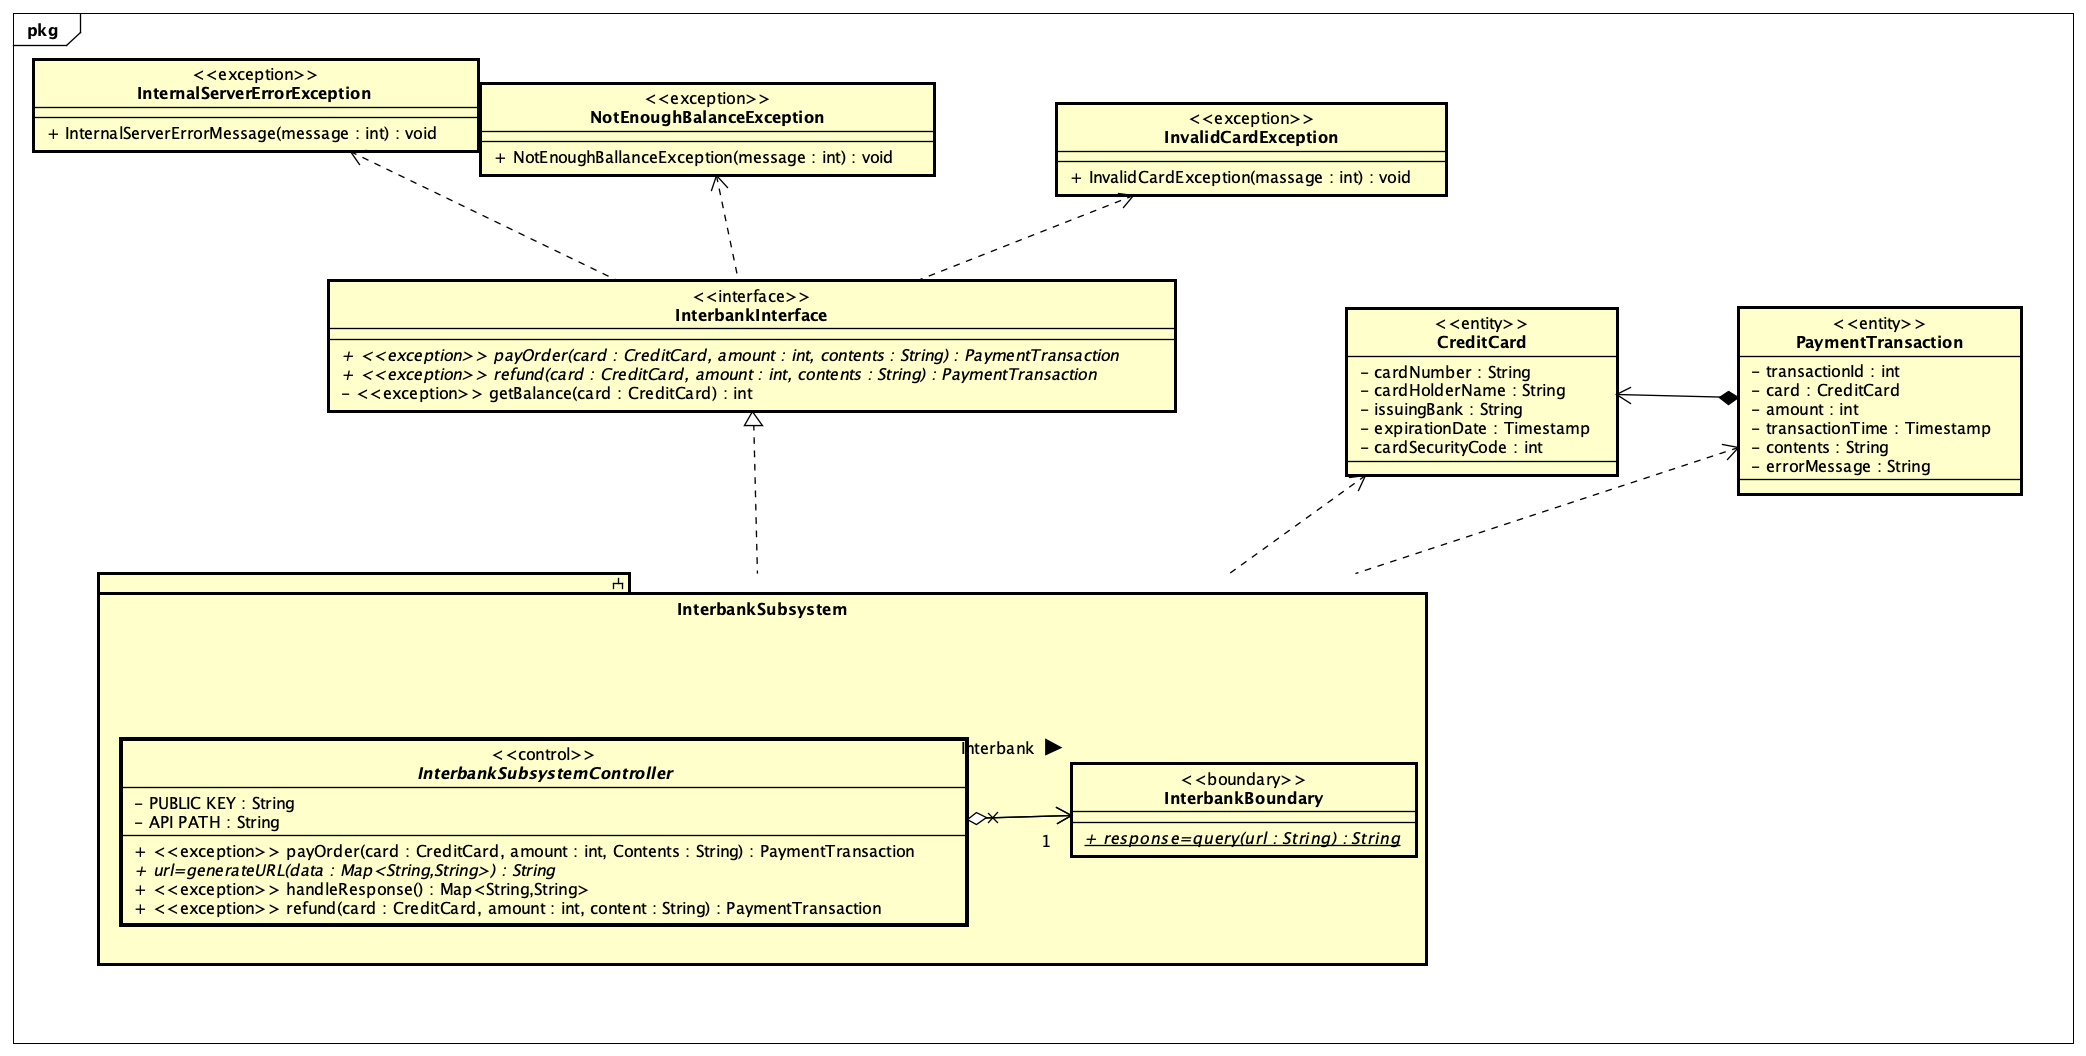 pkg
<<exception>>
InternalServerErrorException
+ InternalServerErrorMessage(message : int) : void
<<exception>>
NotEnoughBalanceException
+ NotEnoughBallanceException(message : int) : void
<<exception>>
InvalidCardException
+ InvalidCardException(massage : int) : void
<<interface>>
InterbankInterface
+ <<exception>> payOrder(card : CreditCard, amount : int, contents : String) : PaymentTransaction
+ <<exception>> refund(card : CreditCard, amount : int, contents : String) : PaymentTransaction
- <<exception>> getBalance(card : CreditCard) : int
<<entity>>
CreditCard
- cardNumber : String
- cardHolderName : String
- issuingBank : String
- expirationDate : Timestamp
- cardSecurityCode : int
<<entity>>
PaymentTransaction
- transactionId : int
- card : CreditCard
- amount : int
- transactionTime : Timestamp
- contents : String
- errorMessage : String
InterbankSubsystem
<<control>>
InterbankSubsystemController
- PUBLIC KEY : String
- API PATH : String
+ <<exception>> payOrder(card : CreditCard, amount : int, Contents : String) : PaymentTransaction
+ url=generateURL(data : Map<String,String>) : String
+ <<exception>> handleResponse() : Map<String,String>
+ <<exception>> refund(card : CreditCard, amount : int, content : String) : PaymentTransaction
Interbank ▶
1
<<boundary>>
InterbankBoundary
+ response=query(url : String) : String